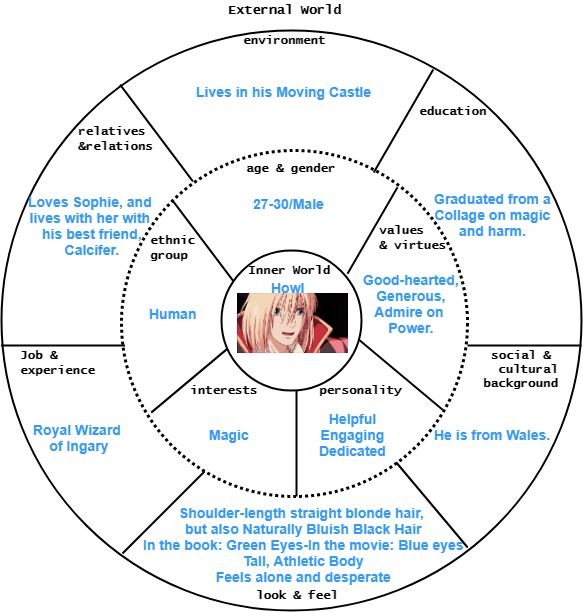 External World
environment
Lives in his Moving Castle
education
Graduated from a
Collage on magic
and harm.
relatives
&relations
Loves Sophie, and
lives with her with
his best friend,
Calcifer.
age & gender
27-30/Male
values
& virtues
Good-hearted,
Generous,
Admire on
Power.
ethnic
group
Human
Inner World
Howl
Job &
experience
Royal Wizard
of Ingary
interests
Magic
personality
Helpful
Engaging
Dedicated
social &
cultural
background
He is from Wales.
Shoulder-length straight blonde hair,
but also Naturally Bluish Black Hair
In the book: Green Eyes-In the movie: Blue eyes
Tall, Athletic Body
Feels alone and desperate
look & feel